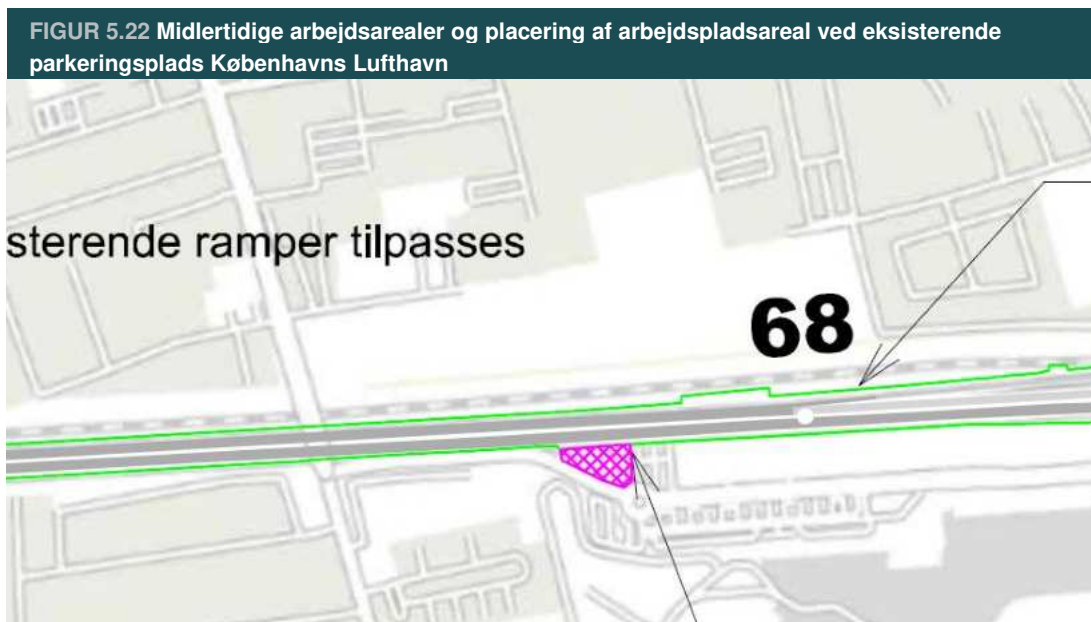 FIGUR 5.22 Midlertidige arbejdsarealer og placering af arbejdspladsareal ved eksisterende
parkeringsplads Københavns Lufthavn
sterende ramper tilpasses
68